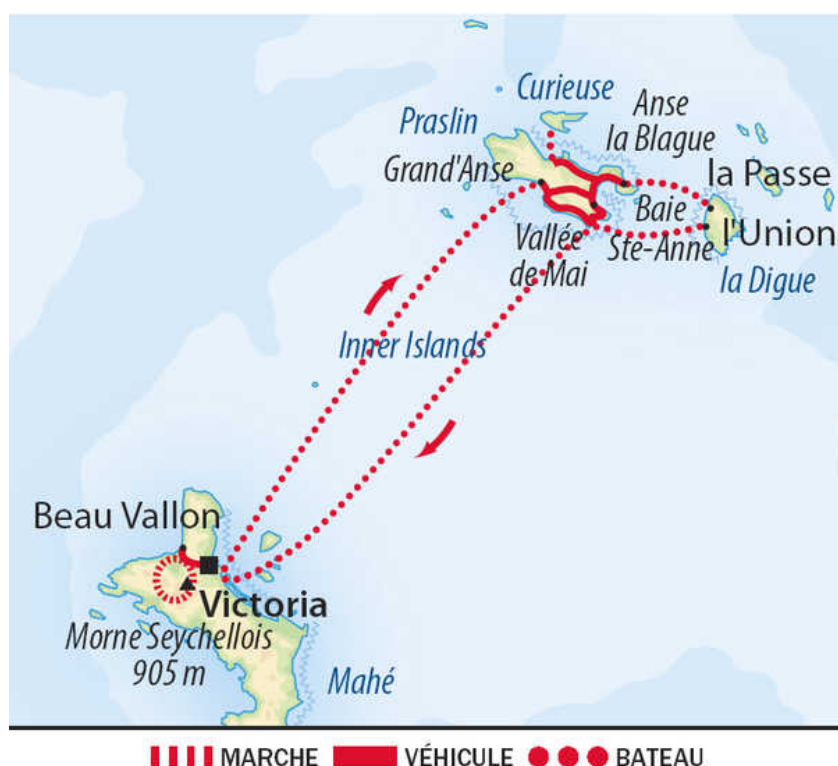 Curieuse
Anse
la Blague
Praslin
Grand'Anse
la Passe
Baie
Ste-Anne
l'Union
Vallée
de Mai
la Digue
Inner Islands
Beau Vallon
Victoria
Morne Seychellois
905 m
Mahé
MARCHE VÉHICULE BATEAU